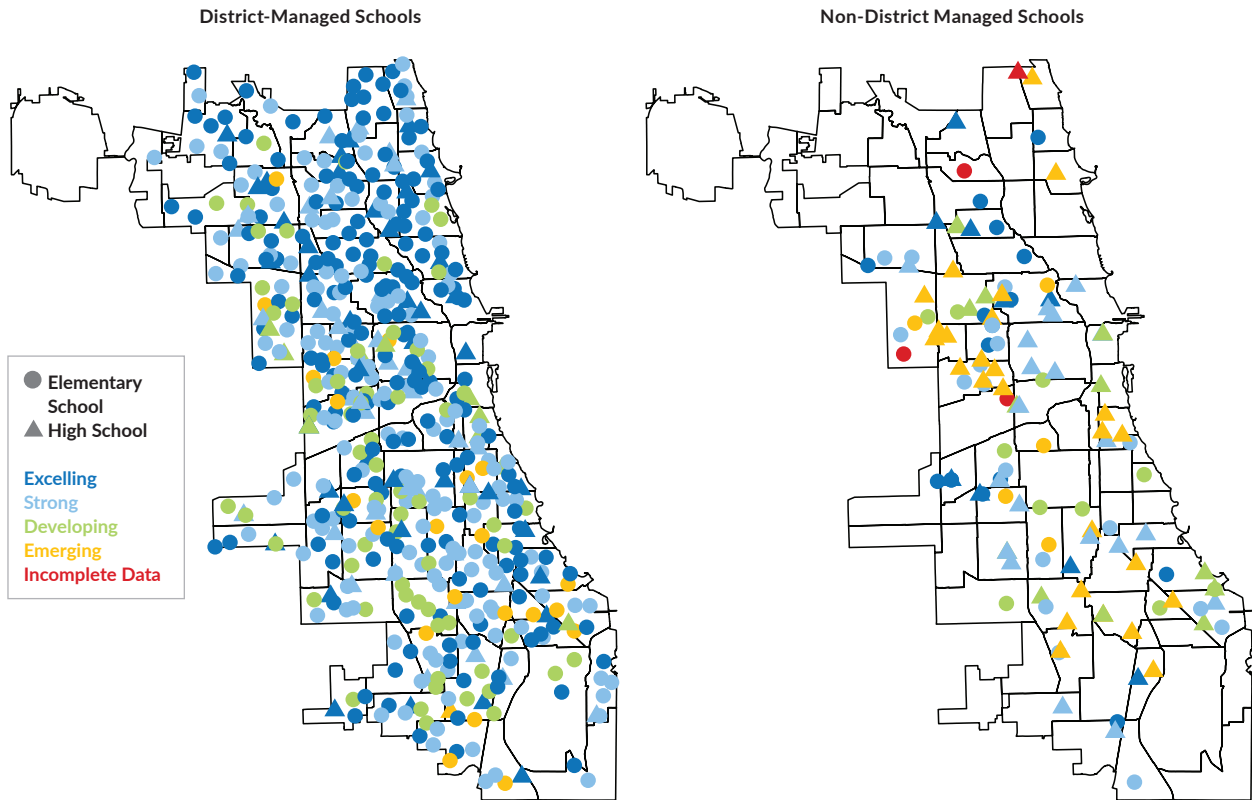 District-Managed Schools
Non-District Managed Schools
Elementary
School
High School
Excelling
Strong
Developing
Emerging
Incomplete Data